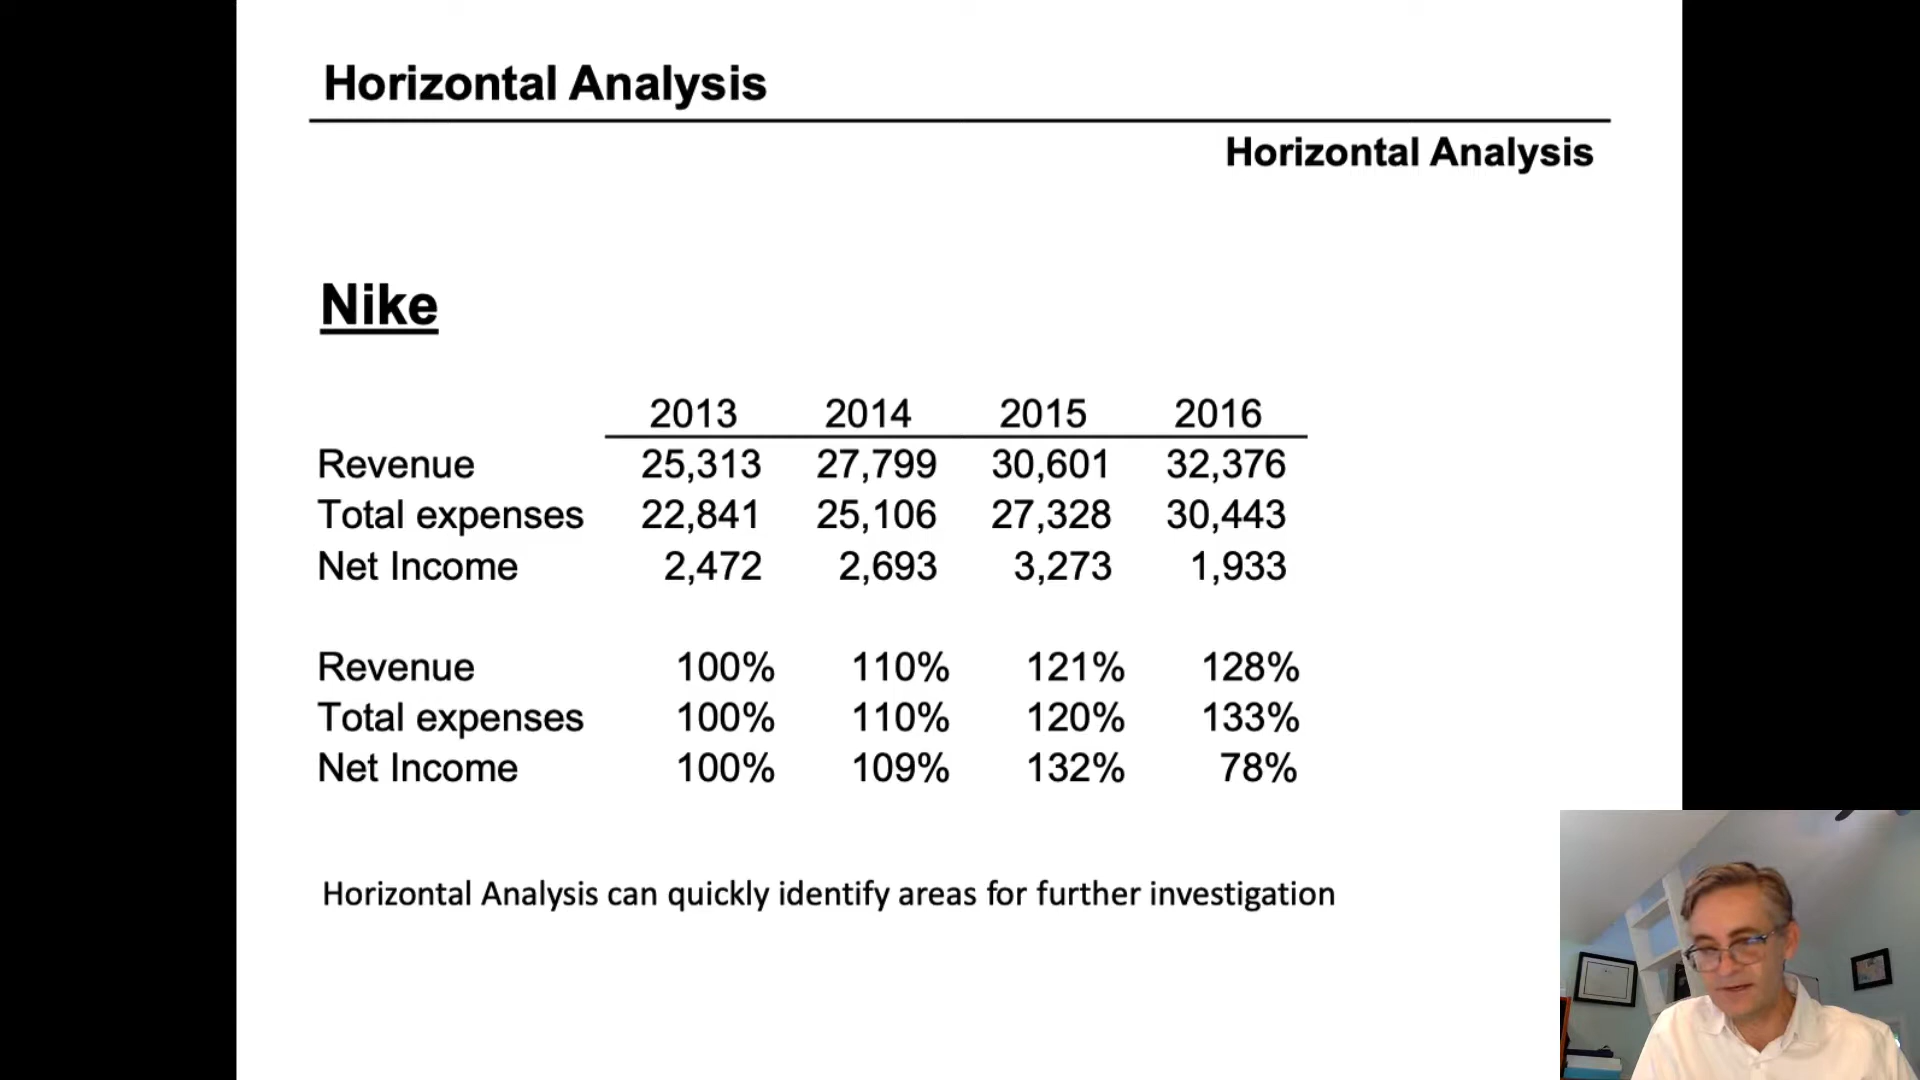 Horizontal Analysis
Horizontal Analysis
Nike
2013 2014 2015 2016
Revenue 25,313 27,799 30,601 32,376
Total expenses 22,841 25,106 27,328 30,443
Net Income 2,472 2,693 3,273 1,933
Revenue 100% 110% 121% 128%
Total expenses 100% 110% 120% 133%
Net Income 100% 109% 132% 78%
Horizontal Analysis can quickly identify areas for further investigation